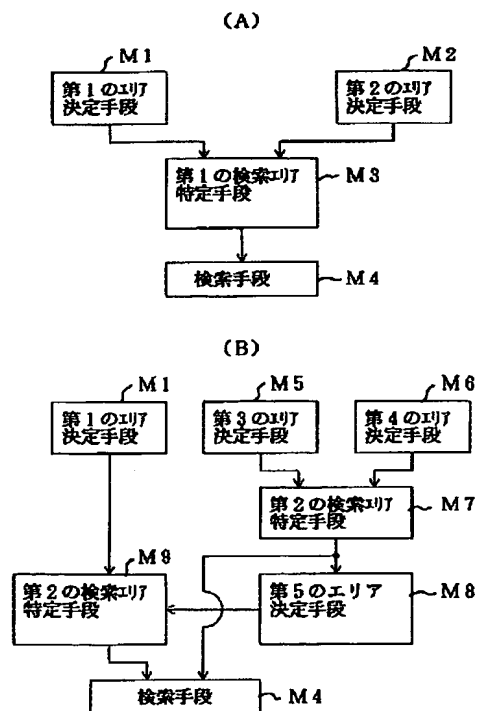 (A)
M1
M2
第1のエリア
決定手段
第2のエリア
決定手段
第1の検索エリア
特定手段
M3
検索手段
M4
(B)
M1
M5
M6
第1のエリア
決定手段
第3のエリア
決定手段
第4のエリア
決定手段
第2の検索エリア
特定手段
M7
M9
第2の検索エリア
特定手段
第5のエリア
決定手段
M8
検索手段
M4